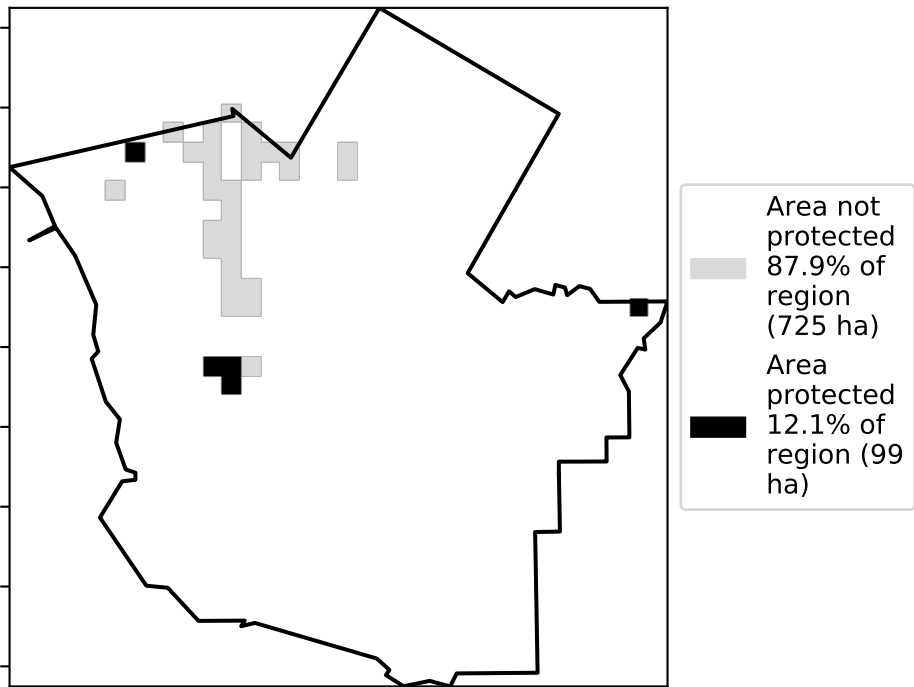 Area not
protected
87.9% of
region
(725 ha)
Area
protected
12.1% of
region (99
ha)